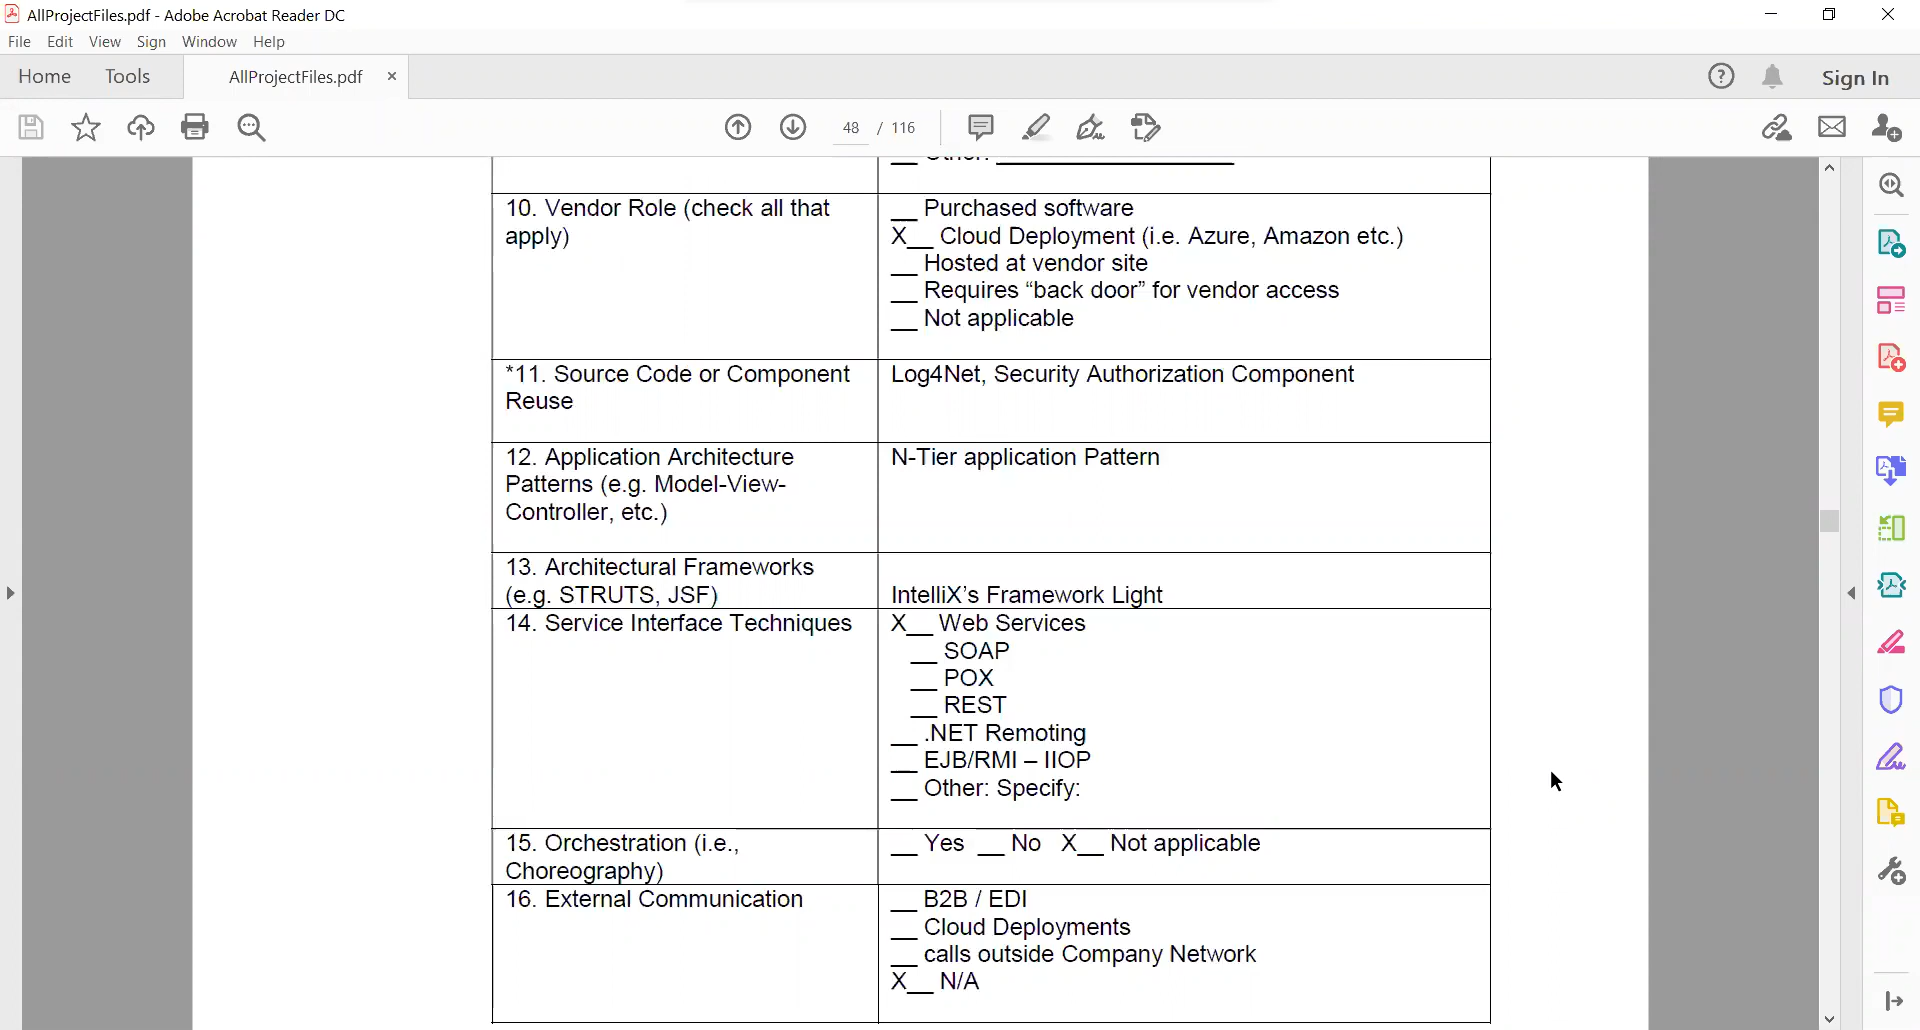 AllProjectFiles.pdf - Adobe Acrobat Reader DC
File Edit View Sign Window Help
Home Tools AllProjectFiles.pdf × Sign In
48 / 116
__ Other: ____________________
10. Vendor Role (check all that
apply)
__ Purchased software
X__ Cloud Deployment (i.e. Azure, Amazon etc.)
__ Hosted at vendor site
__ Requires “back door” for vendor access
__ Not applicable
*11. Source Code or Component
Reuse
Log4Net, Security Authorization Component
12. Application Architecture
Patterns (e.g. Model-View-
Controller, etc.)
N-Tier application Pattern
13. Architectural Frameworks
(e.g. STRUTS, JSF)
IntelliX’s Framework Light
14. Service Interface Techniques
X__ Web Services
__ SOAP
__ POX
__ REST
__ .NET Remoting
__ EJB/RMI – IIOP
__ Other: Specify:
15. Orchestration (i.e.,
Choreography)
__ Yes __ No X__ Not applicable
16. External Communication
__ B2B / EDI
__ Cloud Deployments
__ calls outside Company Network
X__ N/A